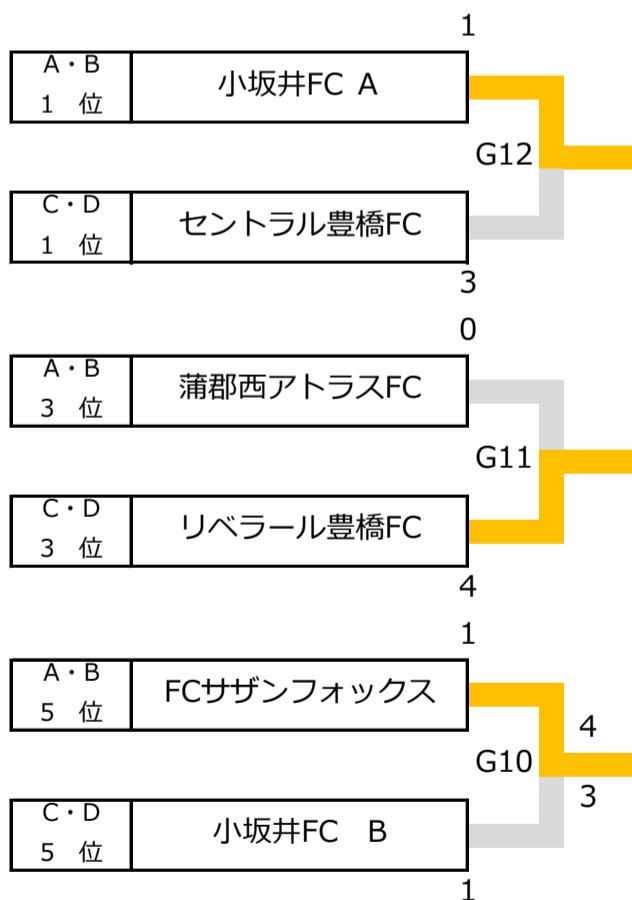 1
A・B
1 位
小坂井FC A
G12
C・D
1 位
セントラル豊橋FC
3
0
A・B
3 位
蒲郡西アトラスFC
G11
C・D
3 位
リベラール豊橋FC
4
1
A・B
5 位
FCサザンフォックス
4
G10
3
C・D
5 位
小坂井FC B
1